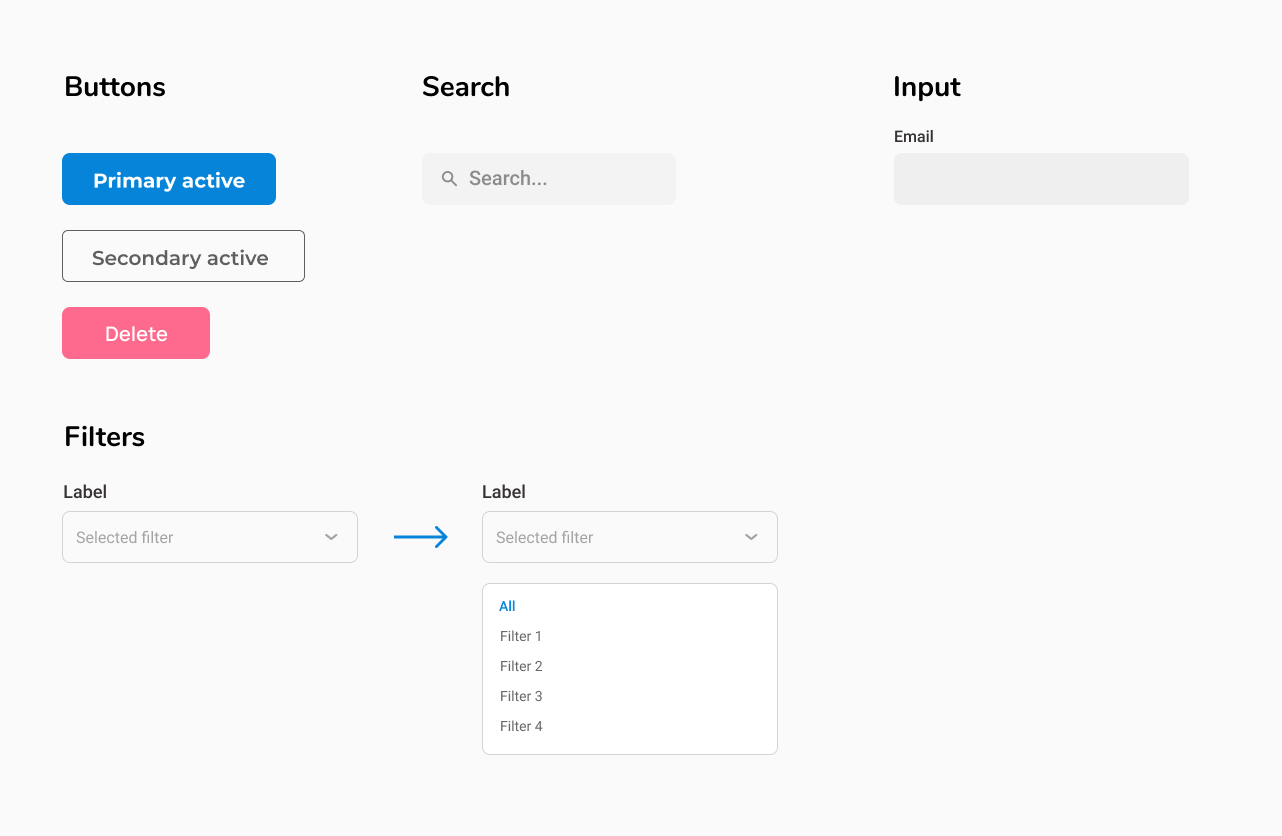 Buttons
Primary active
Secondary active
Delete
Search
Search...
Input
Email
Filters
Label
Selected filter
Label
Selected filter
All
Filter 1
Filter 2
Filter 3
Filter 4